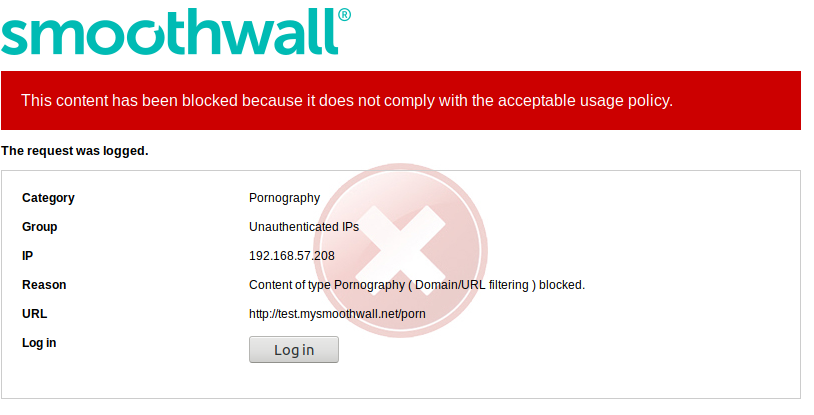 smoothwall®
This content has been blocked because it does not comply with the acceptable usage policy.
The request was logged.
Category Pornography
Group Unauthenticated IPs
IP 192.168.57.208
Reason Content of type Pornography ( Domain/URL filtering ) blocked.
URL http://test.mysmoothwall.net/porn
Log in Log in